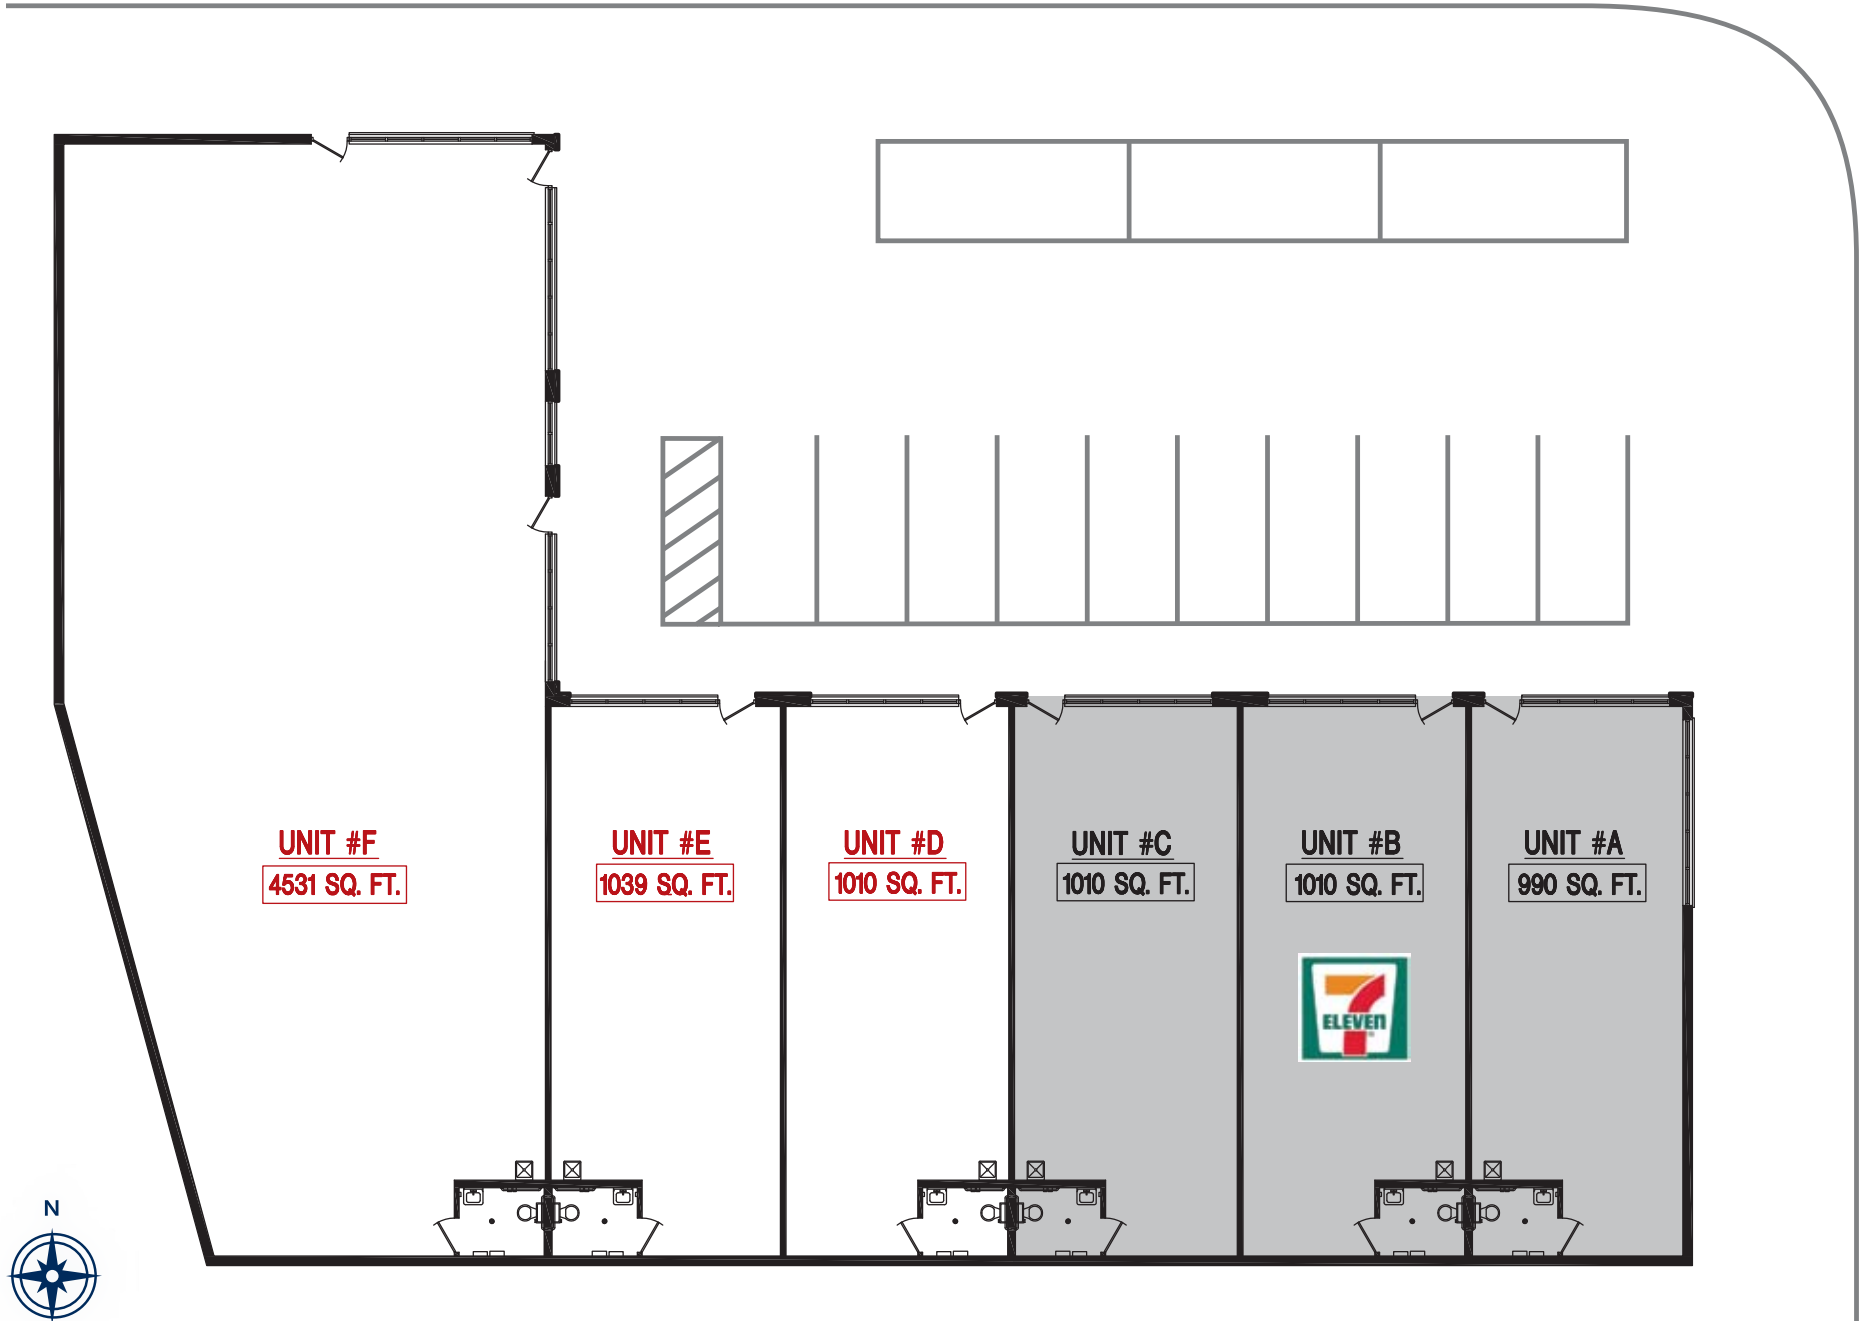 UNIT #F
4531 SQ. FT.
UNIT #E
1039 SQ. FT.
UNIT #D
1010 SQ. FT.
UNIT #C
1010 SQ. FT.
UNIT #B
1010 SQ. FT.
UNIT #A
990 SQ. FT.
7
ELEVEn
®
N